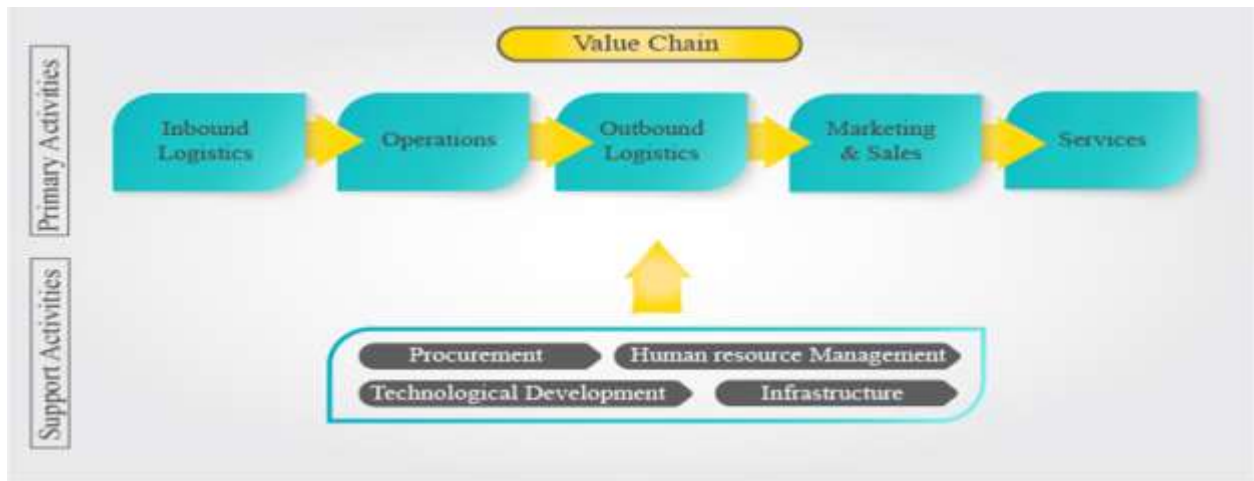 Value Chain
Primary Activities
Inbound
Logistics
Operations
Outbound
Logistics
Marketing
& Sales
Services
Support Activities
Procurement
Human resource Management
Technological Development
Infrastructure